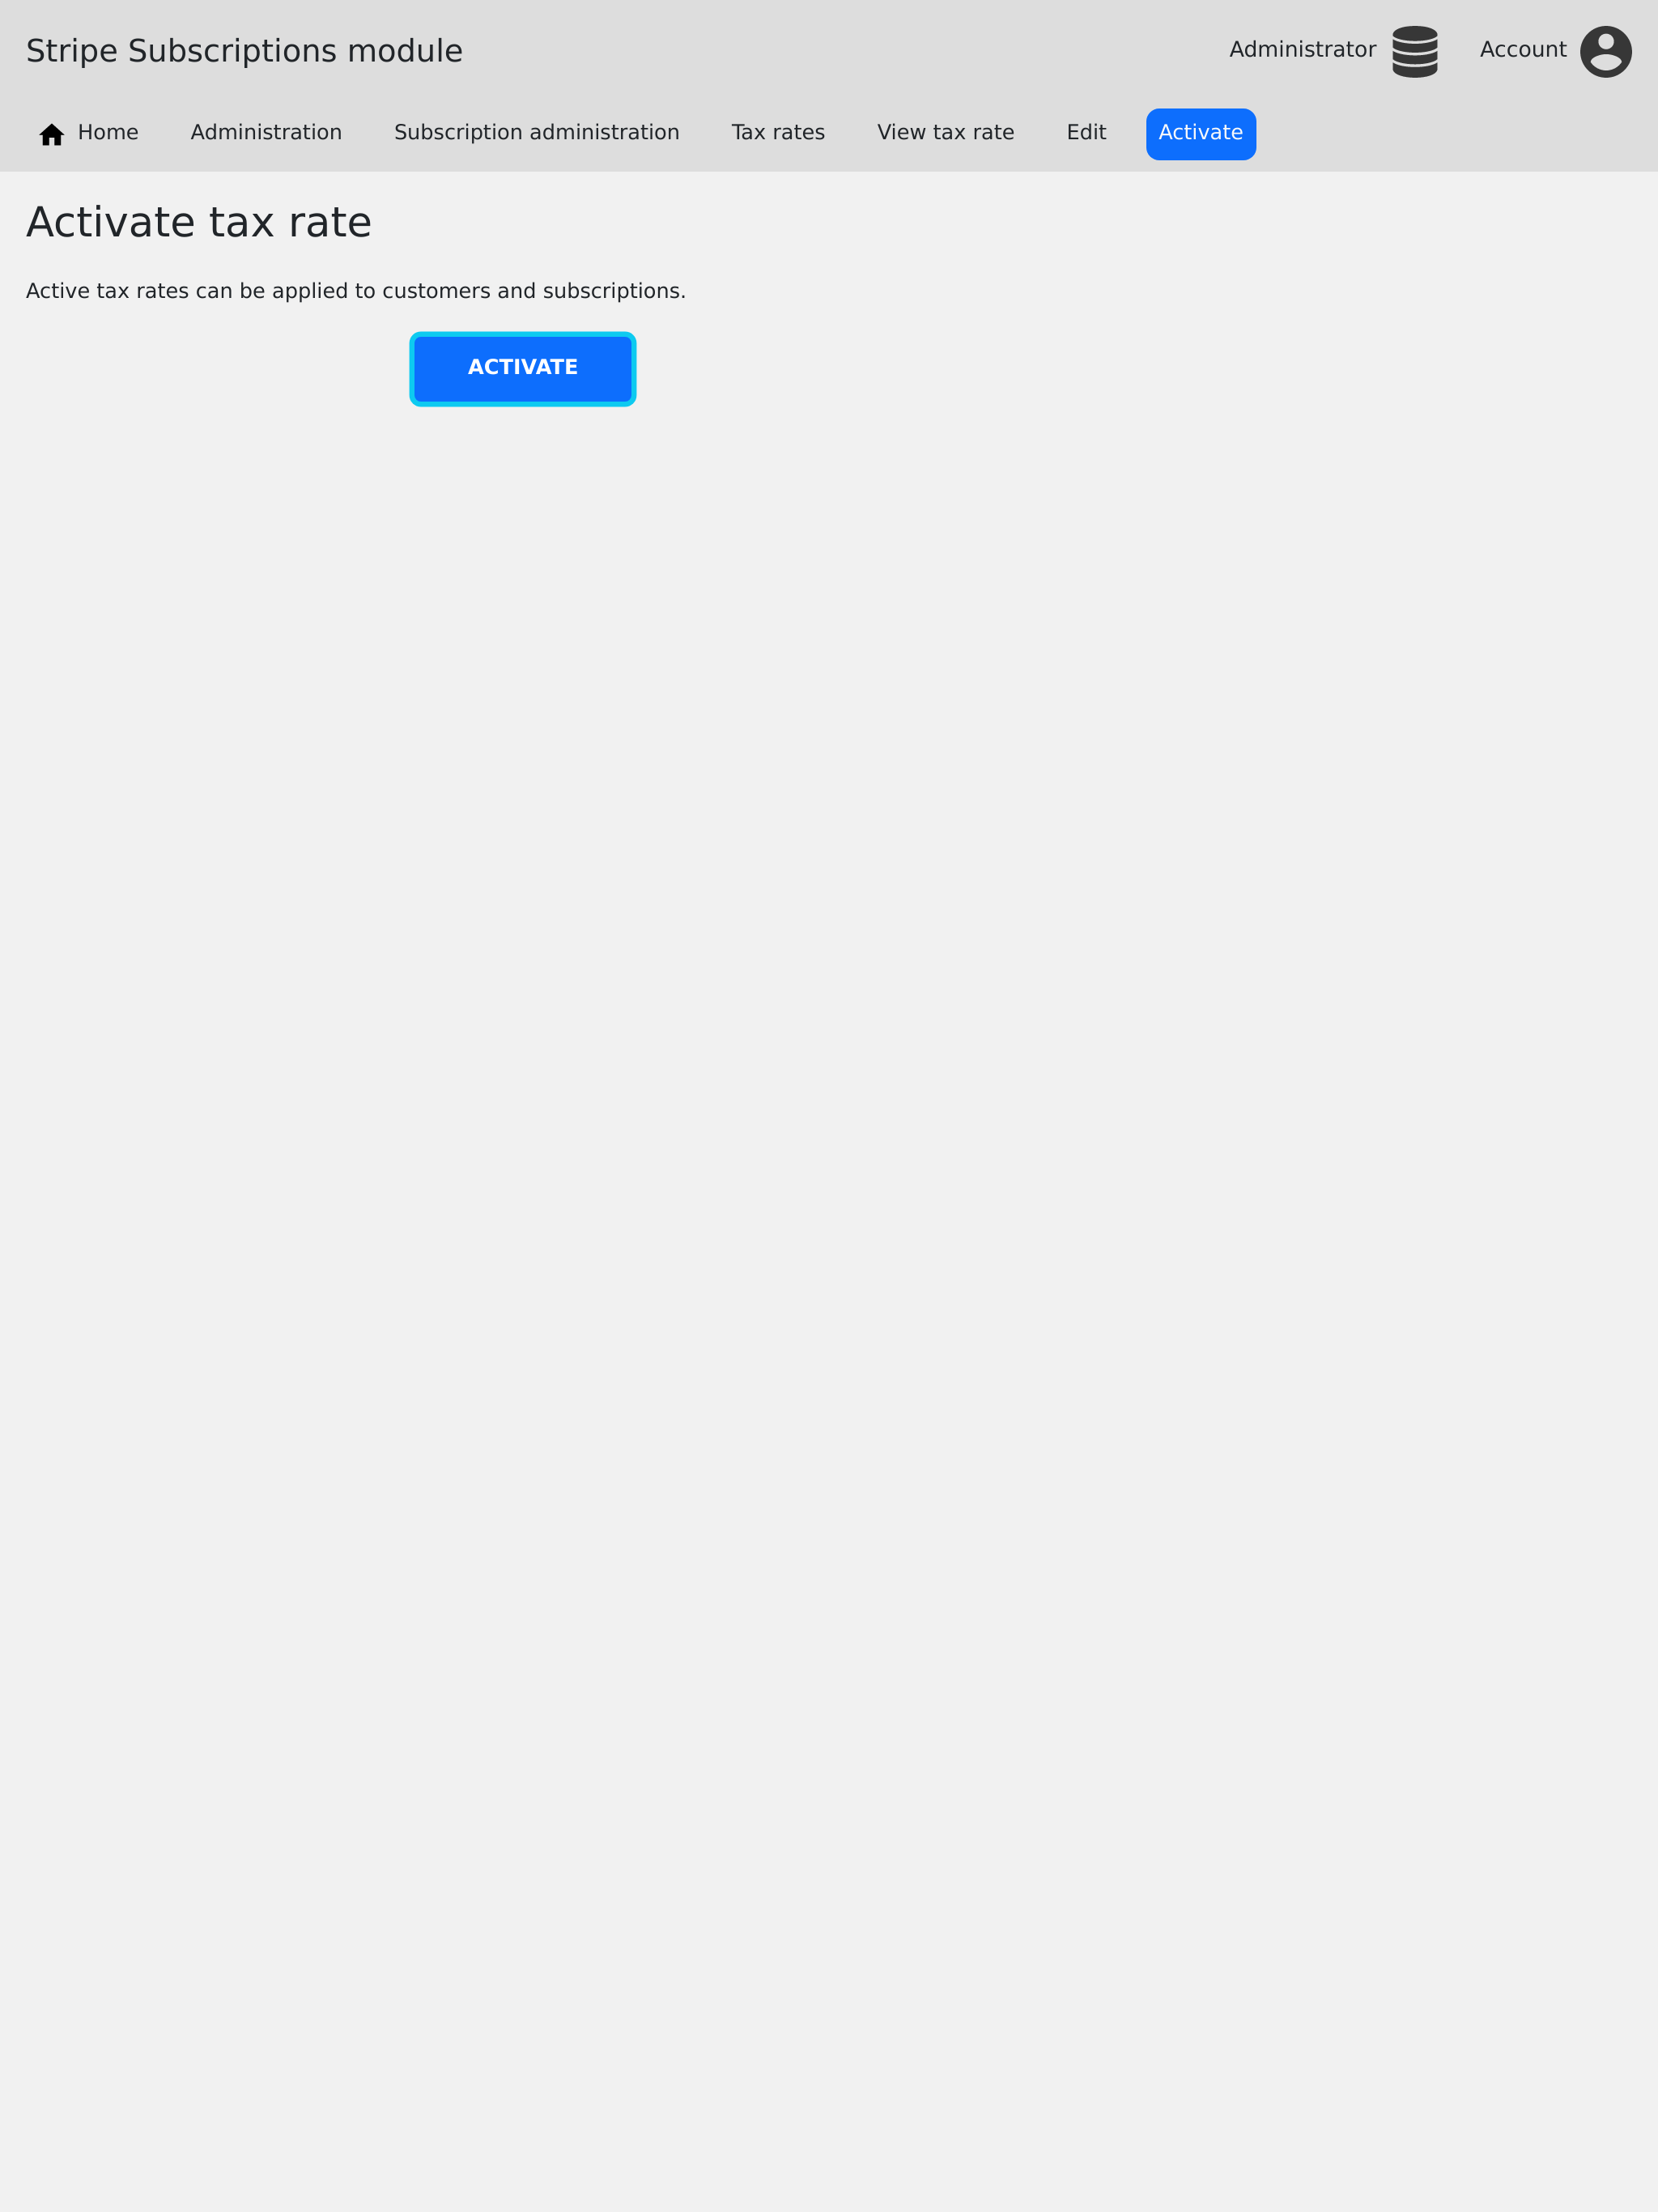 Stripe Subscriptions module
Administrator
Account
Home
Administration
Subscription administration
Tax rates
View tax rate
Edit
Activate
Activate tax rate
Active tax rates can be applied to customers and subscriptions.
ACTIVATE